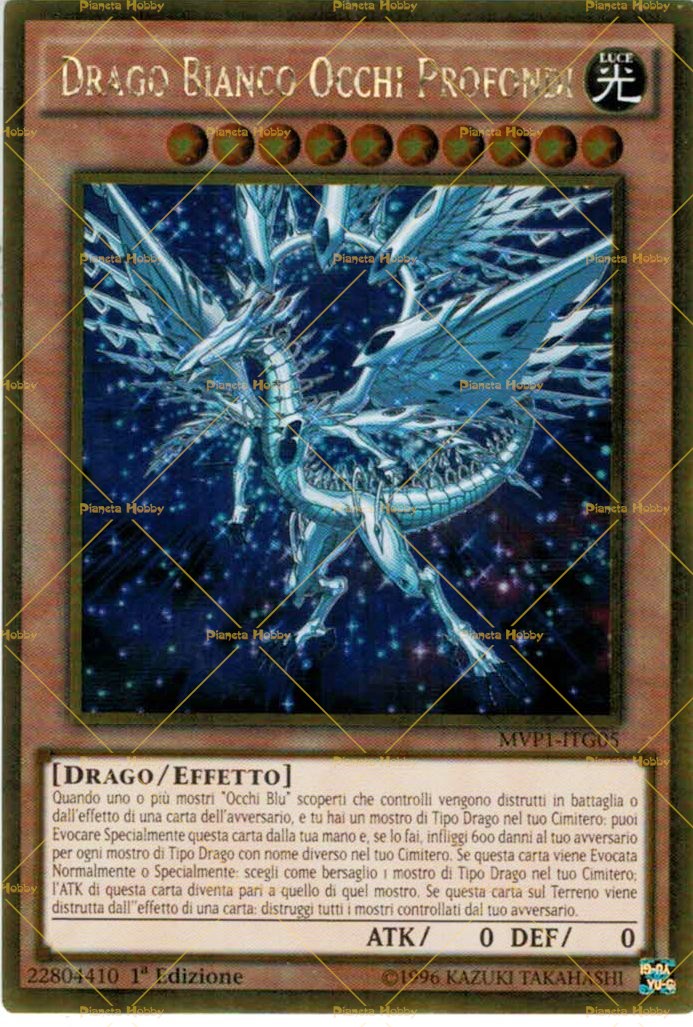 DRAGO BIANCO OCCHI PROFONDI
LUCE
光
MVP1-ITG05
[DRAGO/EFFETTO]
Quando uno o più mostri "Occhi Blu" scoperti che controlli vengono distrutti in battaglia o
dall'effetto di una carta dell'avversario, e tu hai un mostro di Tipo Drago nel tuo Cimitero: puoi
Evocare Specialmente questa carta dalla tua mano e, se lo fai, infliggi 600 danni al tuo avversario
per ogni mostro di Tipo Drago con nome diverso nel tuo Cimitero. Se questa carta viene Evocata
Normalmente o Specialmente: scegli come bersaglio 1 mostro di Tipo Drago nel tuo Cimitero;
l'ATK di questa carta diventa pari a quello di quel mostro. Se questa carta sul Terreno viene
distrutta dall''effetto di una carta: distruggi tutti i mostri controllati dal tuo avversario.
ATK/ 0 DEF/ 0
22804410 1ª Edizione ©1996 KAZUKI TAKAHASHI
Pianeta Hobby